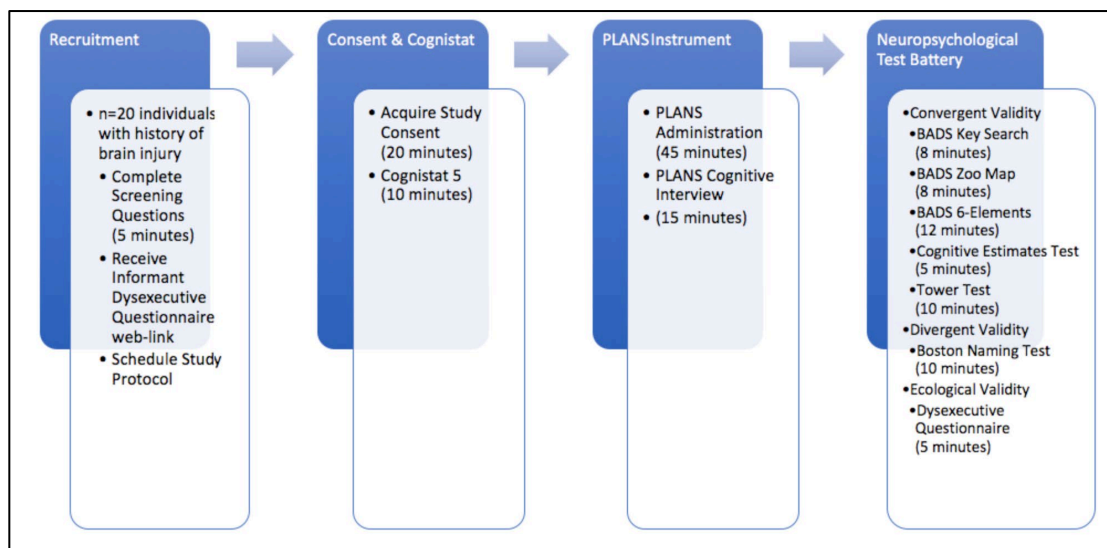 Recruitment
• n=20 individuals
with history of
brain injury
• Complete
Screening
Questions
(5 minutes)
• Receive
Informant
Dysexecutive
Questionnaire
web-link
• Schedule Study
Protocol
Consent & Cognistat
• Acquire Study
Consent
(20 minutes)
• Cognistat 5
(10 minutes)
PLANS Instrument
• PLANS
Administration
(45 minutes)
• PLANS Cognitive
Interview
• (15 minutes)
Neuropsychological
Test Battery
•Convergent Validity
•BADS Key Search
(8 minutes)
•BADS Zoo Map
(8 minutes)
•BADS 6-Elements
(12 minutes)
•Cognitive Estimates Test
(5 minutes)
•Tower Test
(10 minutes)
•Divergent Validity
•Boston Naming Test
(10 minutes)
•Ecological Validity
•Dysexecutive
Questionnaire
(5 minutes)